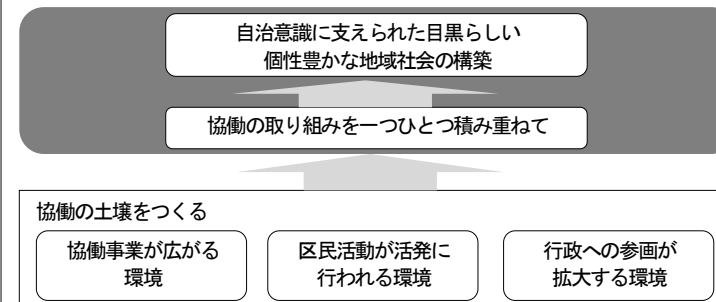 自治意識に支えられた目黒らしい
個性豊かな地域社会の構築
協働の取り組みを一つひとつ積み重ねて
協働の土壌をつくる
協働事業が広がる
環境
区民活動が活発に
行われる環境
行政への参画が
拡大する環境